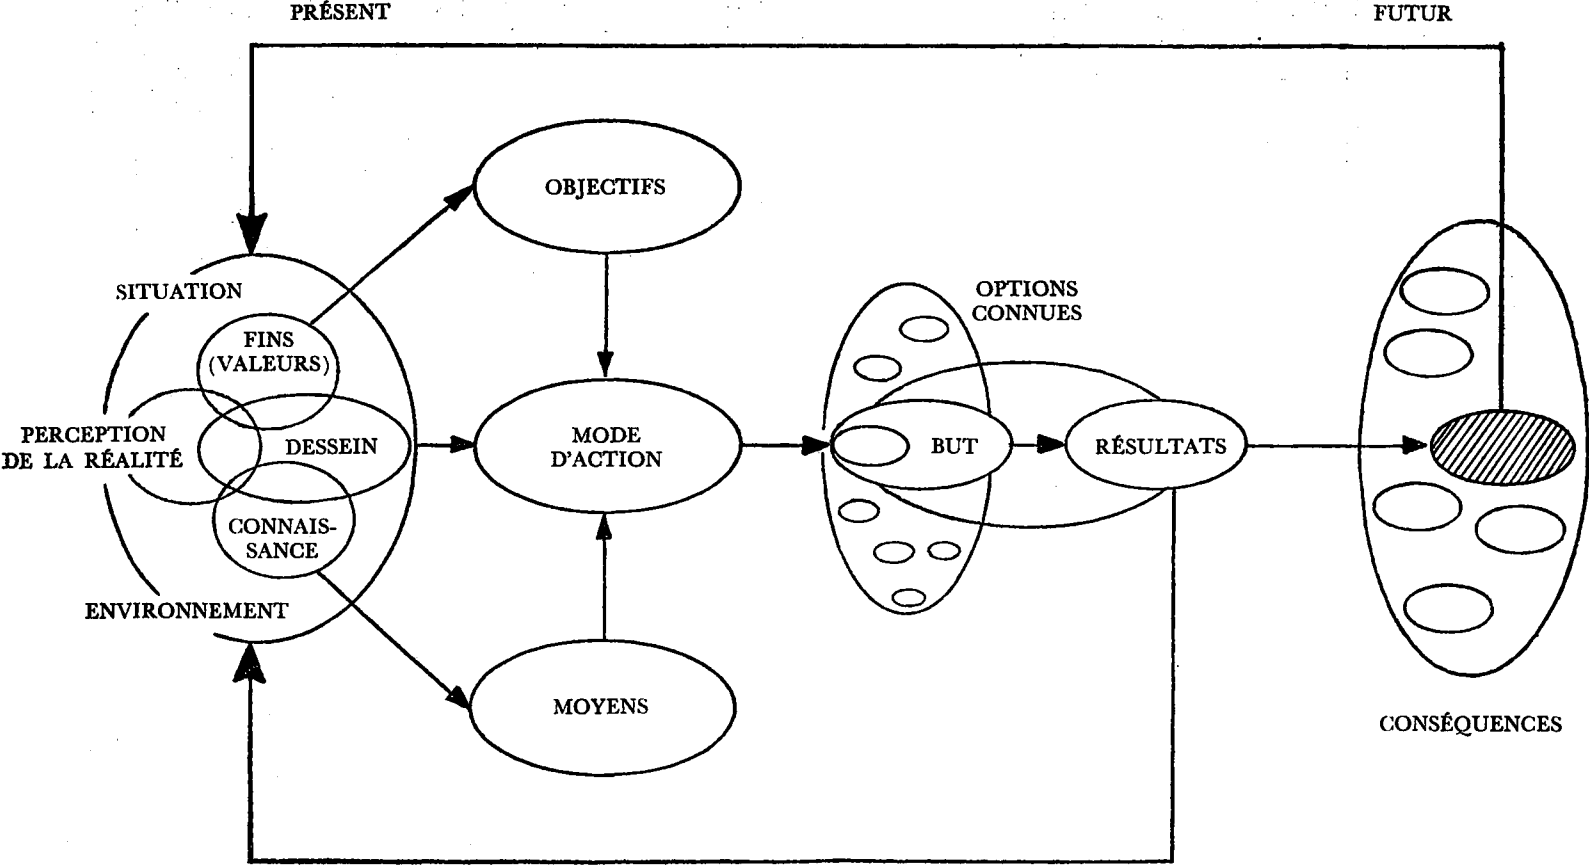 PRÉSENT
FUTUR
OBJECTIFS
SITUATION
FINS
(VALEURS)
PERCEPTION
DE LA RÉALITÉ
DESSEIN
CONNAIS-
SANCE
ENVIRONNEMENT
MODE
D'ACTION
MOYENS
OPTIONS
CONNUES
BUT
RÉSULTATS
CONSÉQUENCES